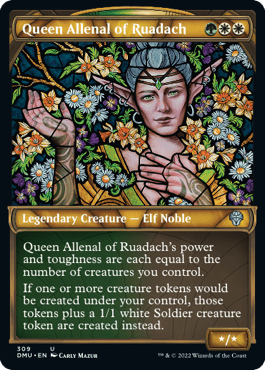 Queen Allenal of Ruadach
Legendary Creature — Elf Noble
Queen Allenal of Ruadach's power
and toughness are each equal to the
number of creatures you control.
If one or more creature tokens would
be created under your control, those
tokens plus a 1/1 white Soldier creature
token are created instead.
*/*
309 U
DMU • EN CARLY MAZUR
™ & © 2022 Wizards of the Coast